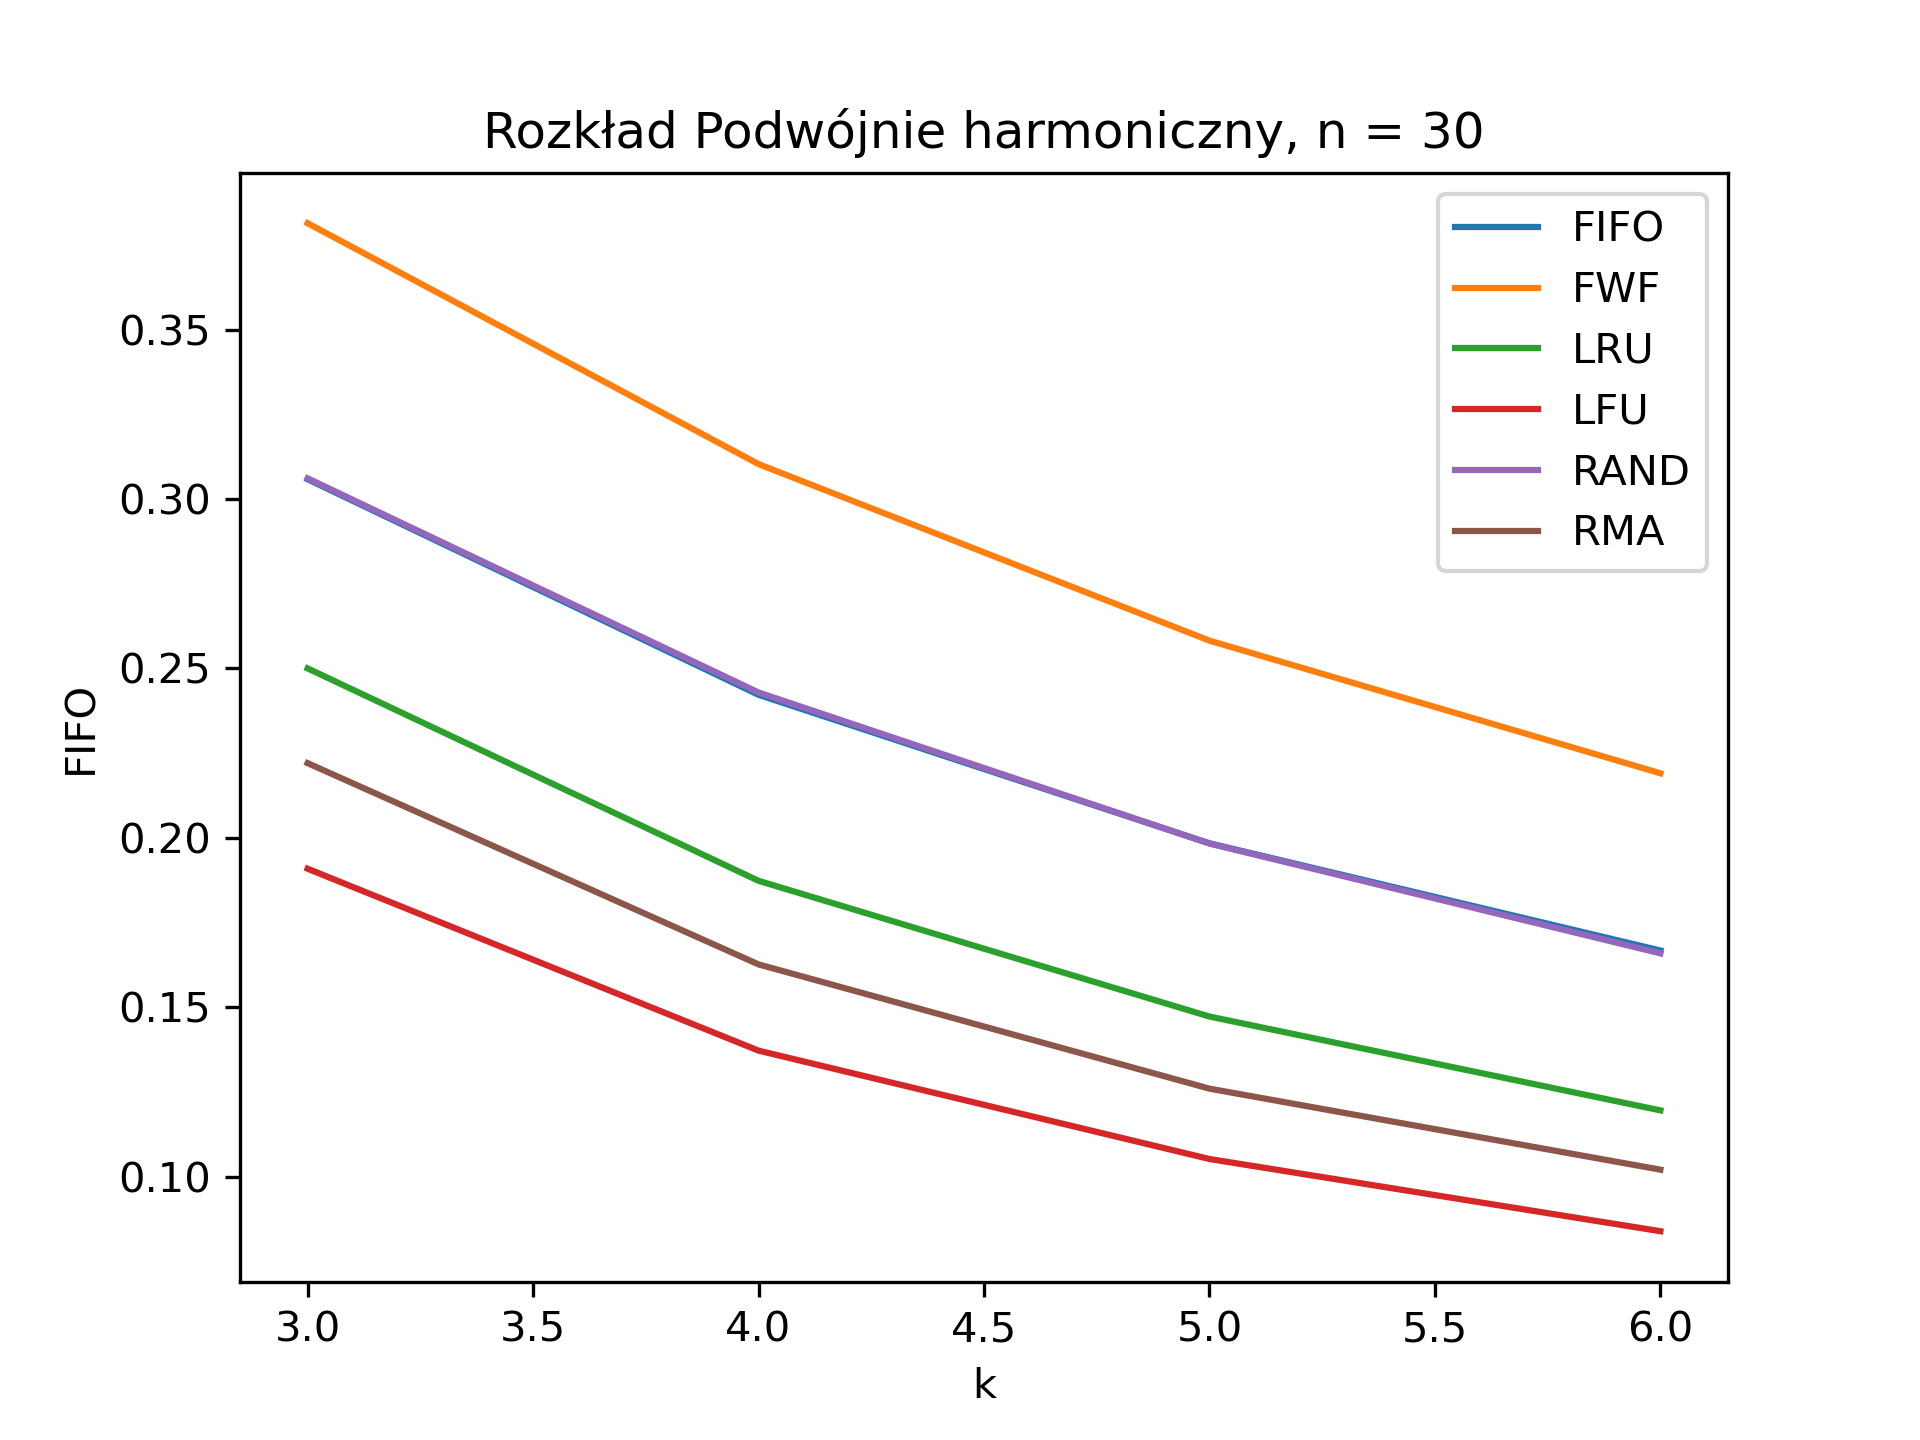 Rozkład Podwójnie harmoniczny, n = 30
FIFO
FWF
LRU
LFU
RAND
RMA
0.35
0.30
0.25
0.20
0.15
0.10
FIFO
3.0 3.5 4.0 4.5 5.0 5.5 6.0
k